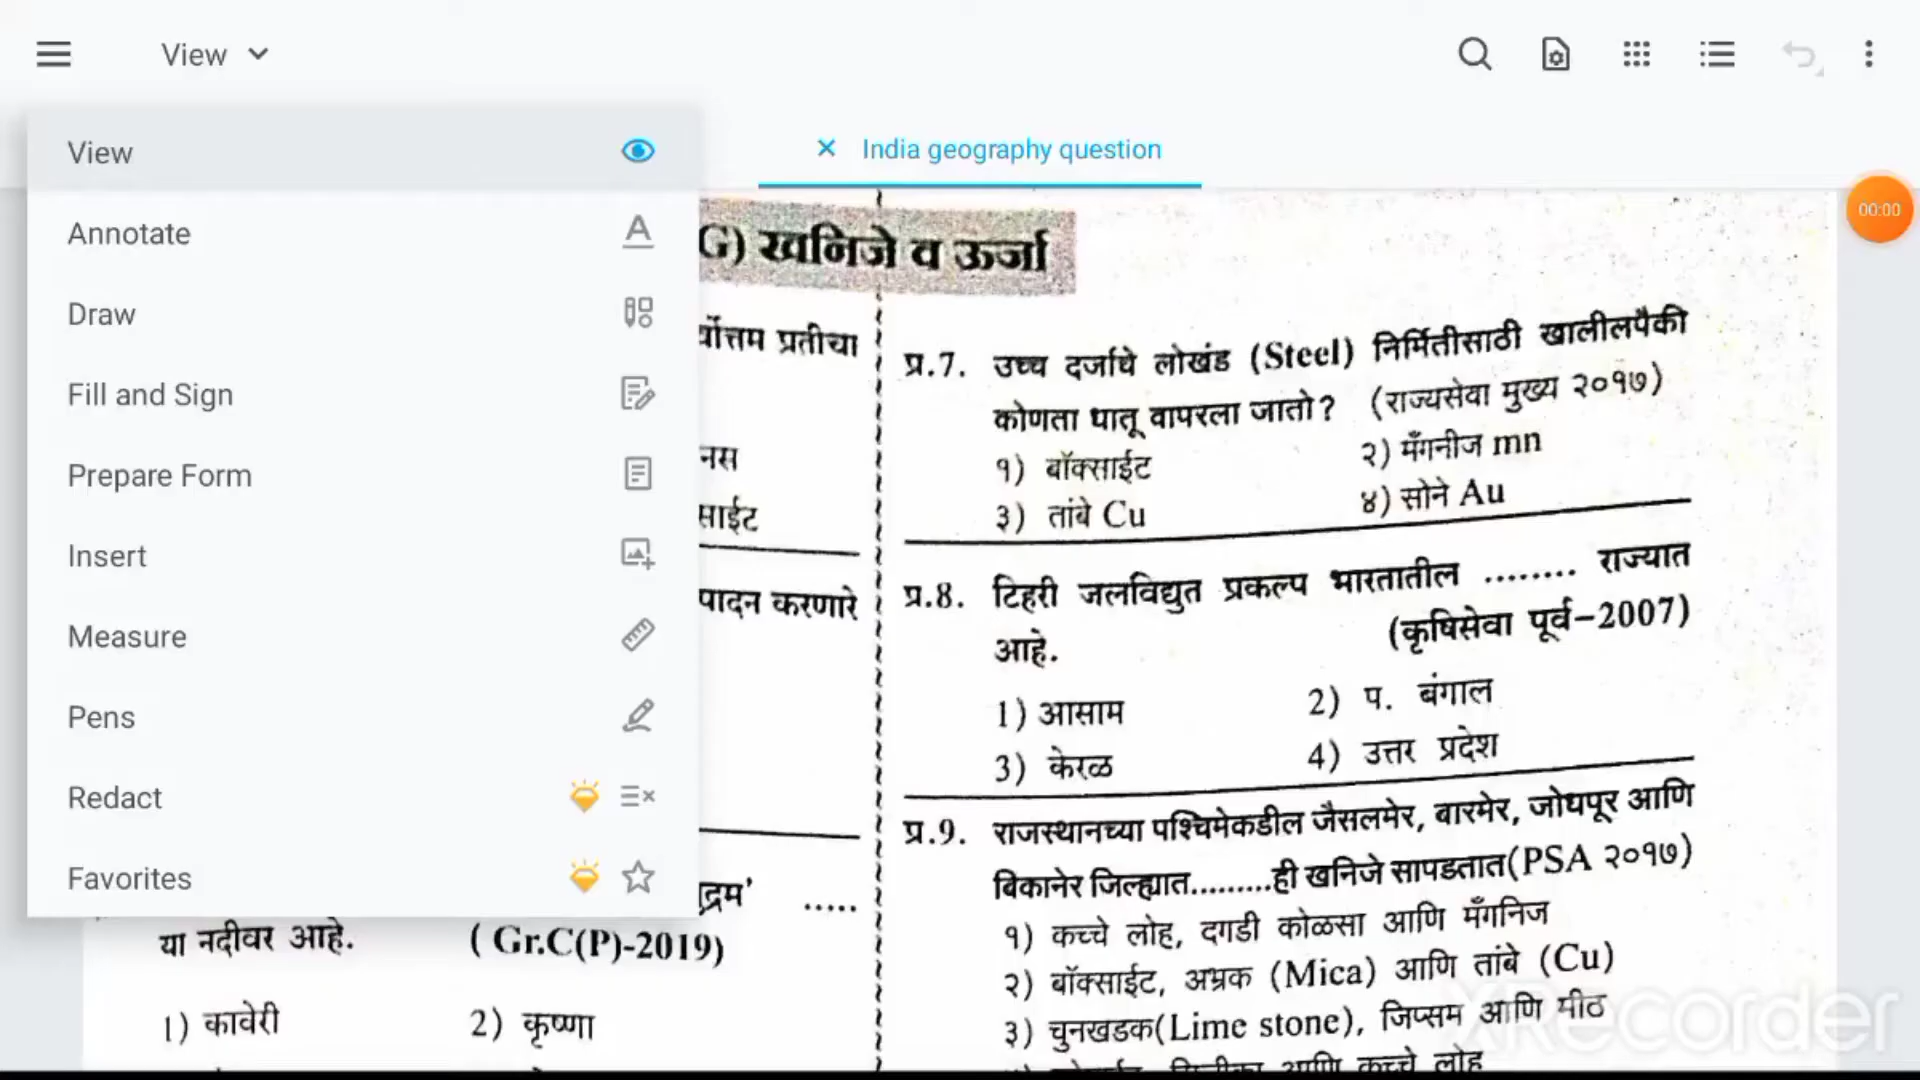 View
India geography question
00:00
View
Annotate
Draw
Fill and Sign
Prepare Form
Insert
Measure
Pens
Redact
Favorites
G) खनिजे व ऊर्जा
प्रतीचा
नस
साईट
पादन करणारे
.....
या नदीवर आहे. ( Gr.C(P)-2019)
1) कावेरी 2) कृष्णा
प्र.7. उच्च दर्जाचे लोखंड (Steel) निर्मितीसाठी खालीलपैकी
कोणता धातू वापरला जातो? (राज्यसेवा मुख्य २०१७)
१) बॉक्साईट २) मँगनीज mn
३) तांबे Cu ४) सोने Au
प्र.8. टिहरी जलविद्युत प्रकल्प भारतातील ........ राज्यात
आहे. (कृषिसेवा पूर्व-2007)
1) आसाम 2) प. बंगाल
3) केरळ 4) उत्तर प्रदेश
प्र.9. राजस्थानच्या पश्चिमेकडील जैसलमेर, बारमेर, जोधपूर आणि
बिकानेर जिल्ह्यात.........ही खनिजे सापडतात(PSA २०१७)
१) कच्चे लोह, दगडी कोळसा आणि मँगनिज
२) बॉक्साईट, अभ्रक (Mica) आणि तांबे (Cu)
३) चुनखडक(Lime stone), जिप्सम आणि मीठ
आणि कच्चे लोह
XRecorder